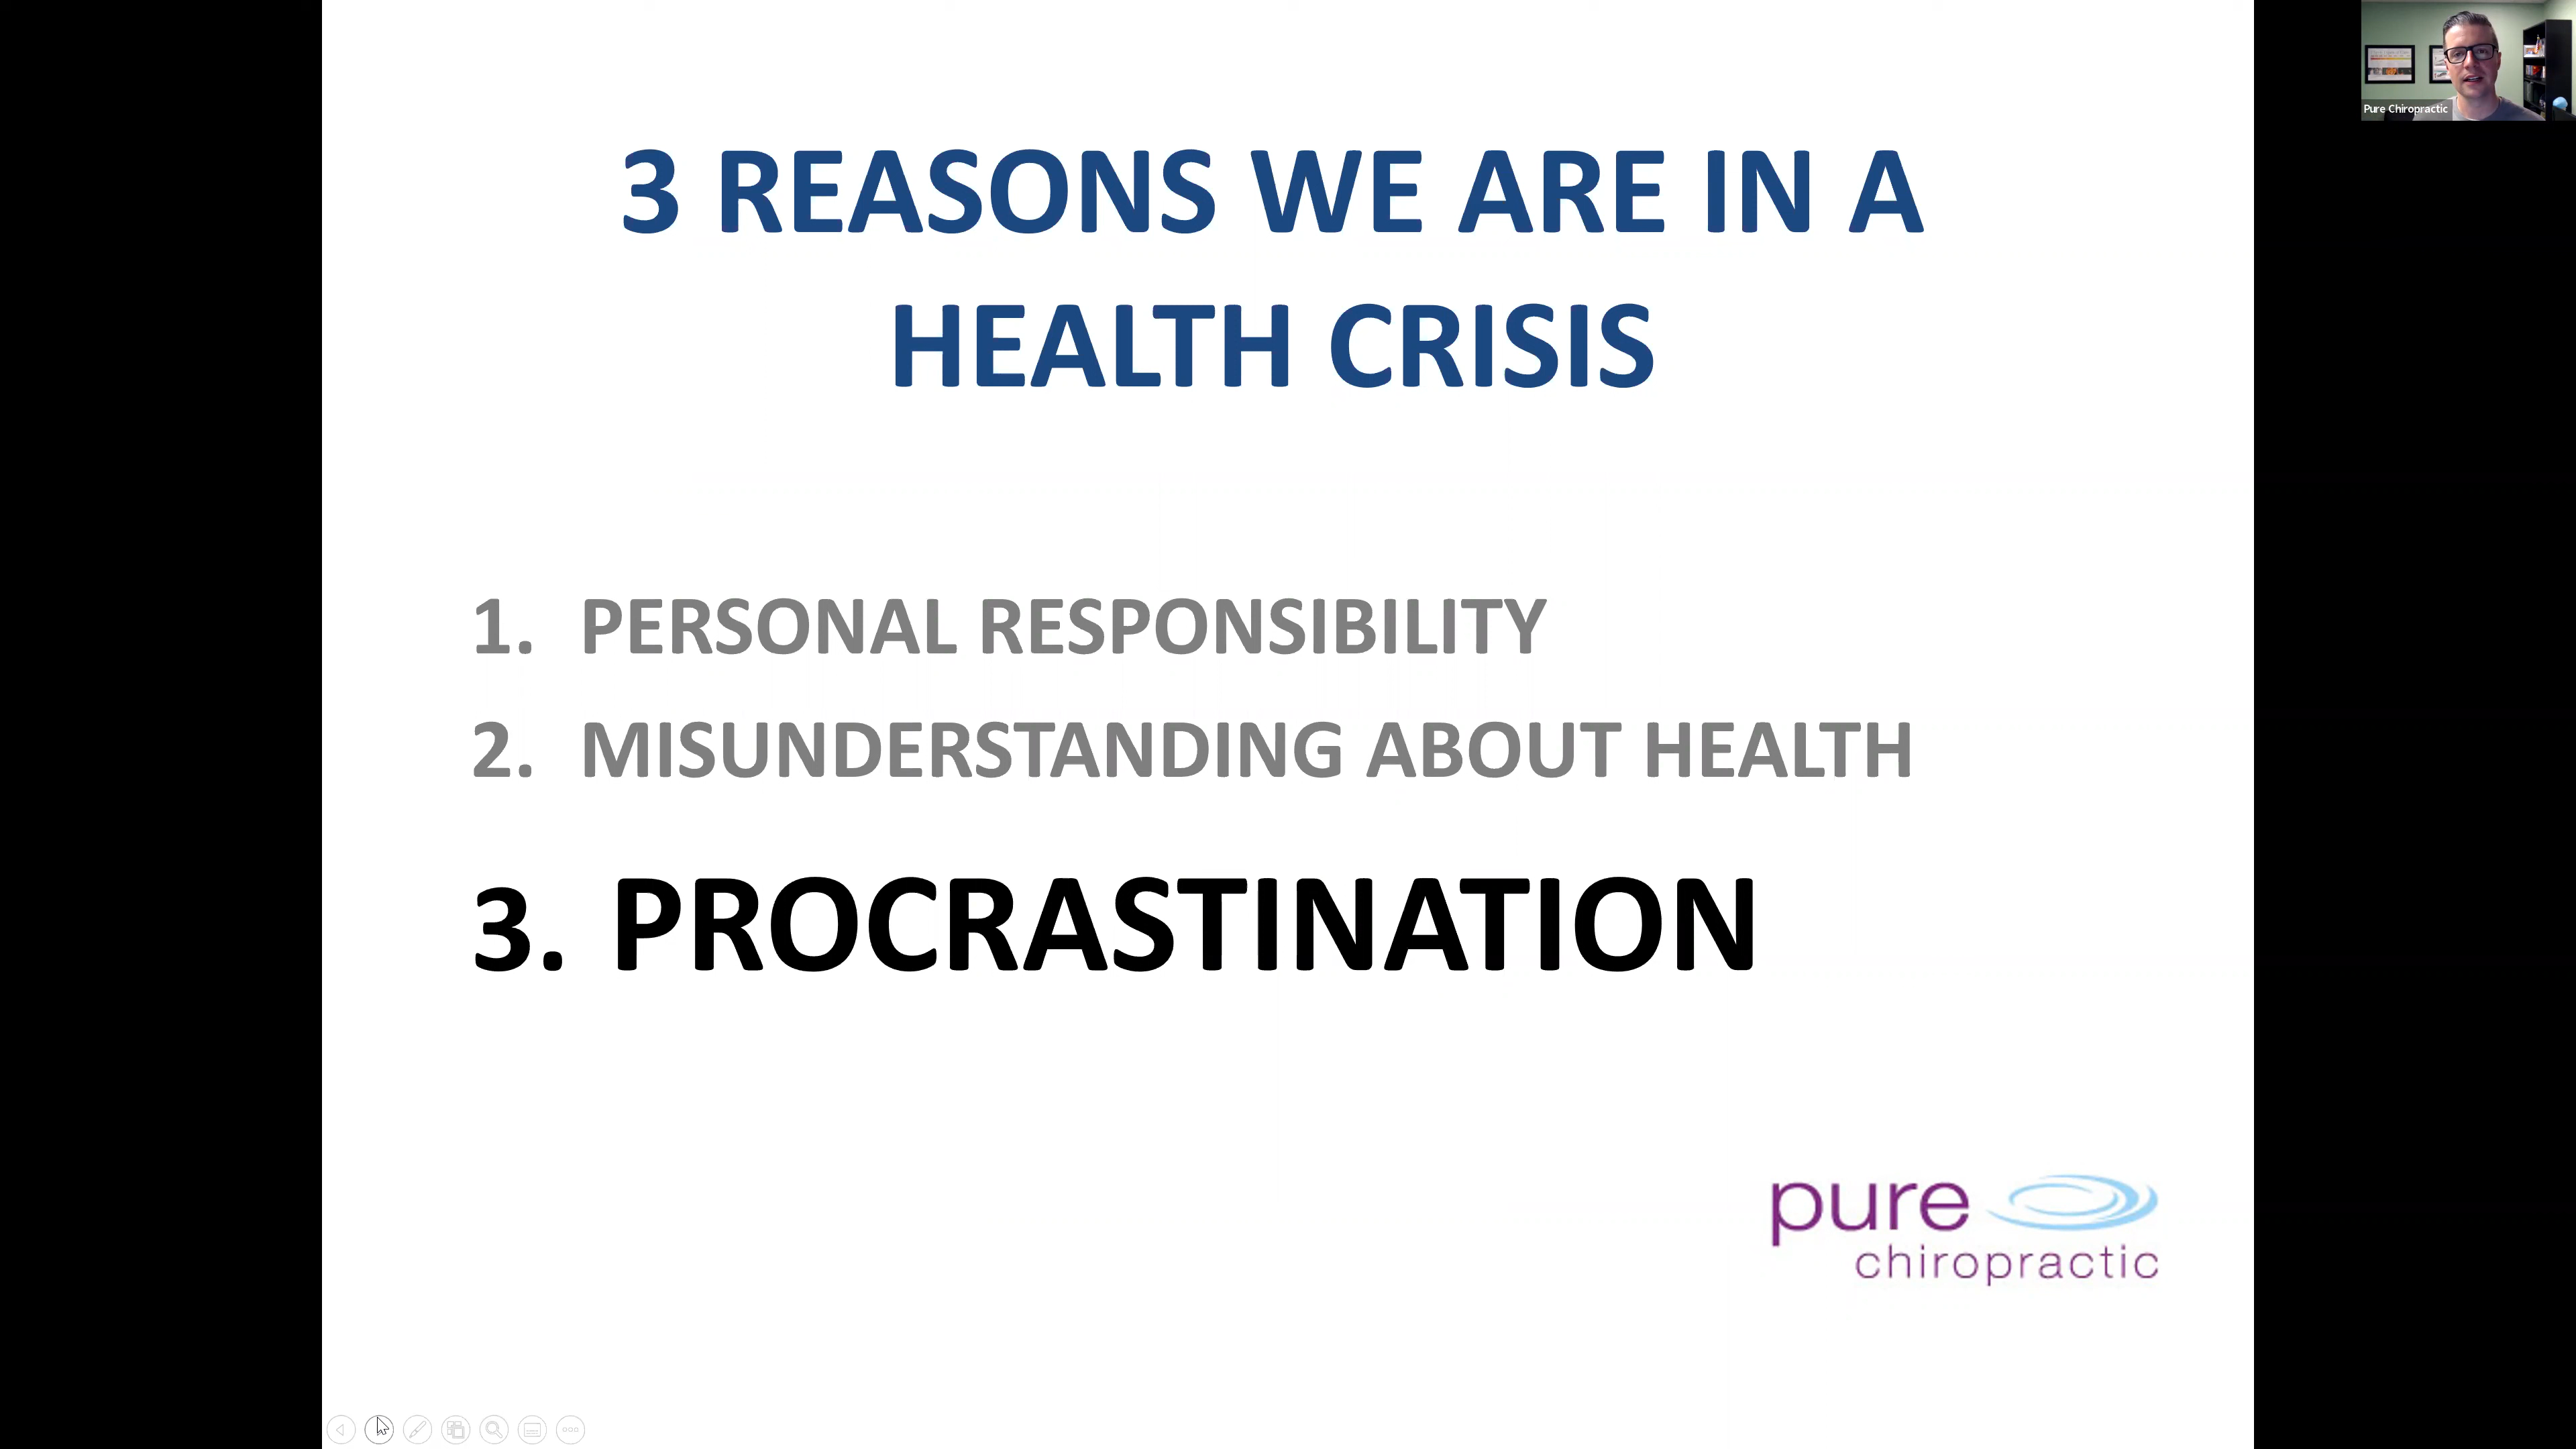 Pure Chiropractic
3 REASONS WE ARE IN A
HEALTH CRISIS
1. PERSONAL RESPONSIBILITY
2. MISUNDERSTANDING ABOUT HEALTH
3. PROCRASTINATION
pure
chiropractic